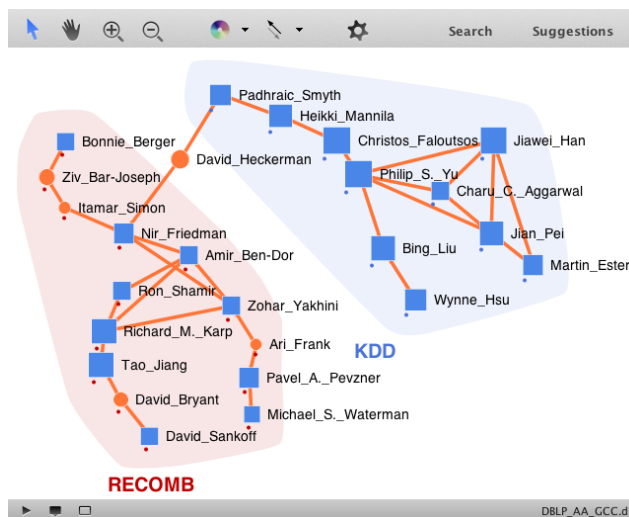 Search Suggestions
Padhraic_Smyth
Heikki_Mannila
Bonnie_Berger
Christos_Faloutsos
Jiawei_Han
David_Heckerman
Ziv_Bar-Joseph
Philip_S._Yu
Charu_C._Aggarwal
Itamar_Simon
Nir_Friedman
Jian_Pei
Amir_Ben-Dor
Bing_Liu
Martin_Ester
Ron_Shamir
Zohar_Yakhini
Wynne_Hsu
Richard_M._Karp
Ari_Frank
KDD
Tao_Jiang
Pavel_A._Pevzner
David_Bryant
Michael_S._Waterman
David_Sankoff
RECOMB
DBLP_AA_GCC.d